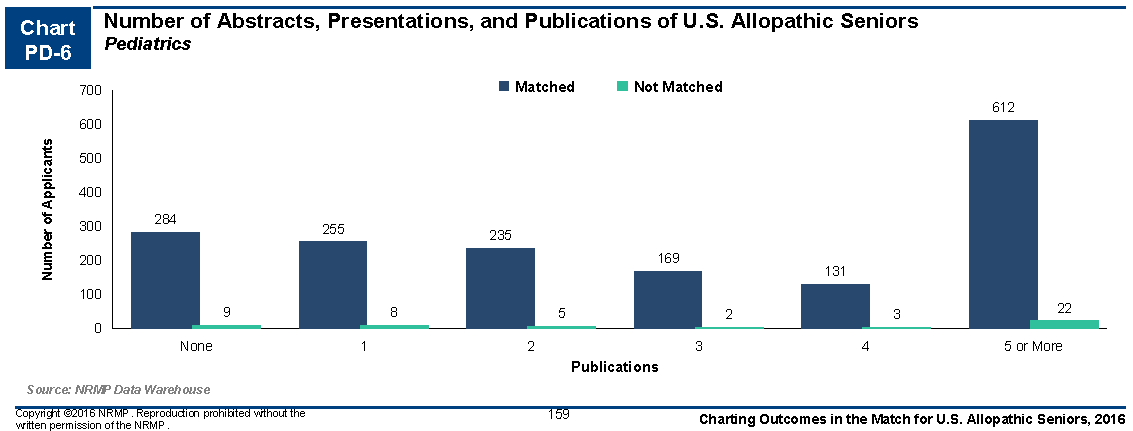 Chart
PD-6
Number of Abstracts, Presentations, and Publications of U.S. Allopathic Seniors
Pediatrics
Matched
Not Matched
Number of Applicants
700
600
500
400
300
200
100
0
284
9
255
8
235
5
169
2
131
3
612
22
None
1
2
3
4
5 or More
Publications
Source: NRMP Data Warehouse
Copyright ©2016 NRMP. Reproduction prohibited without the
written permission of the NRMP.
159
Charting Outcomes in the Match for U.S. Allopathic Seniors, 2016